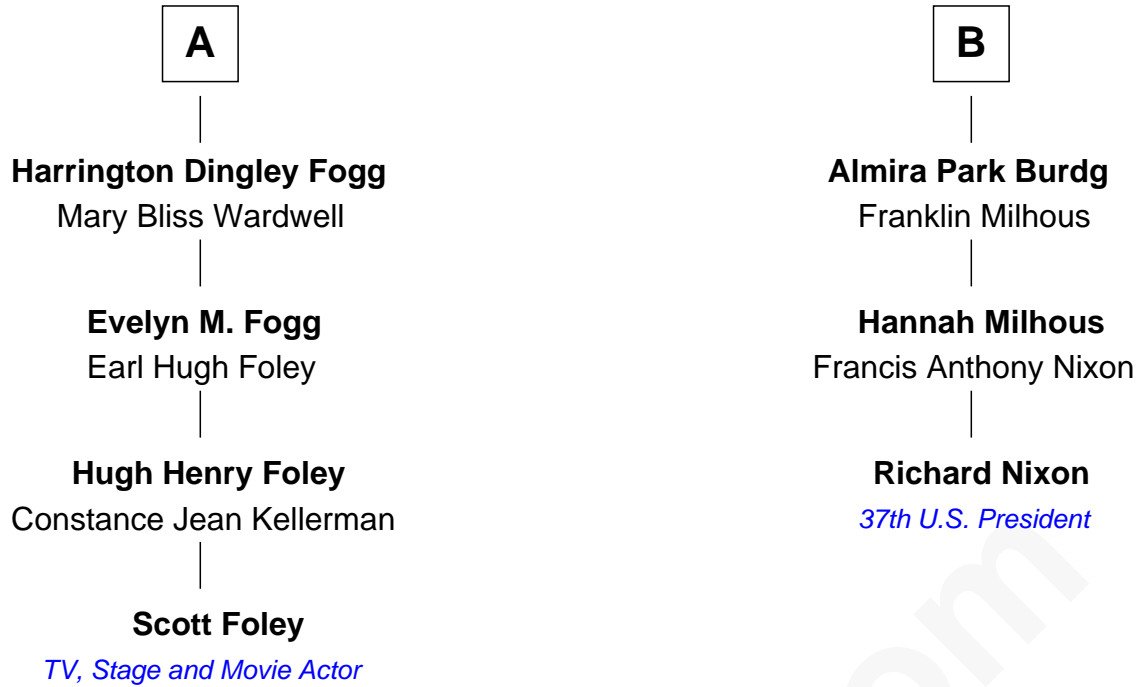 A
Harrington Dingley Fogg
Mary Bliss Wardwell
Evelyn M. Fogg
Earl Hugh Foley
Hugh Henry Foley
Constance Jean Kellerman
Scott Foley
TV, Stage and Movie Actor
B
Almira Park Burdg
Franklin Milhous
Hannah Milhous
Francis Anthony Nixon
Richard Nixon
37th U.S. President
om